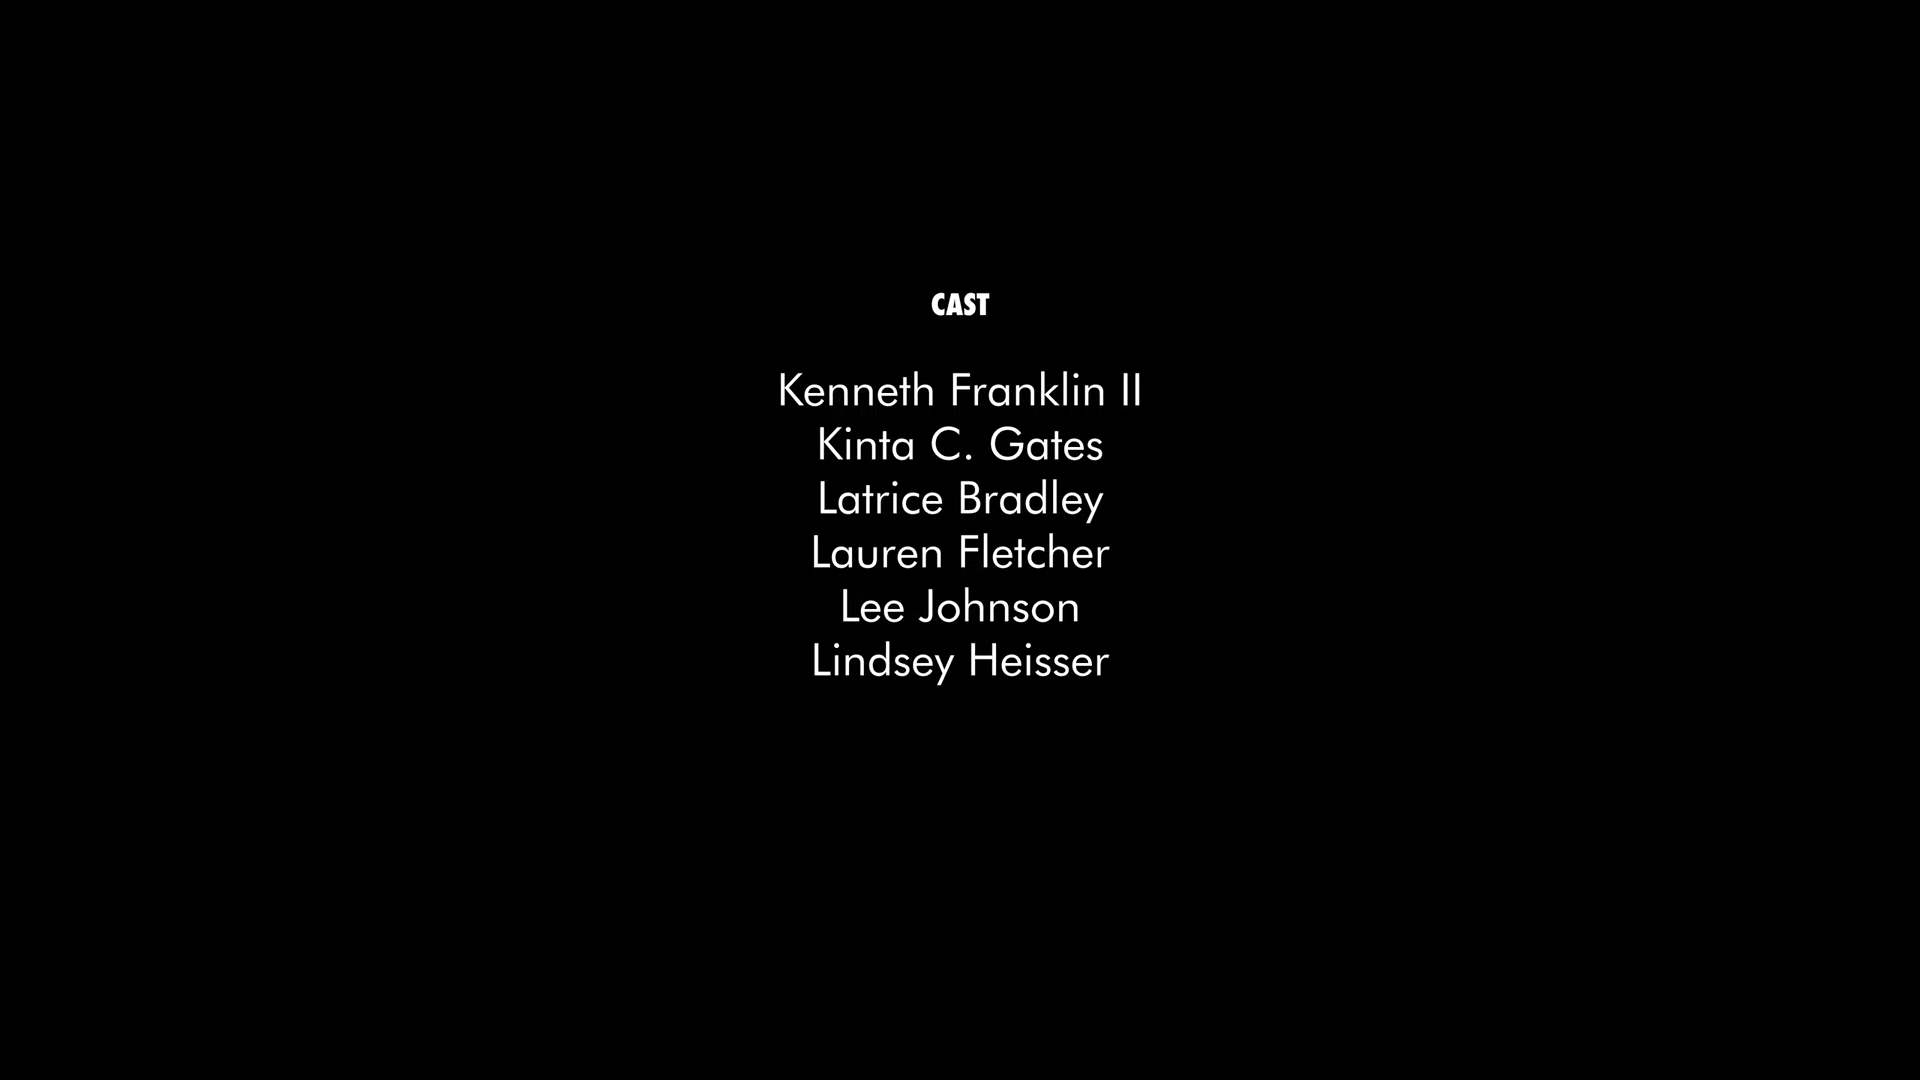 CAST
Kenneth Franklin II
Kinta C. Gates
Latrice Bradley
Lauren Fletcher
Lee Johnson
Lindsey Heisser